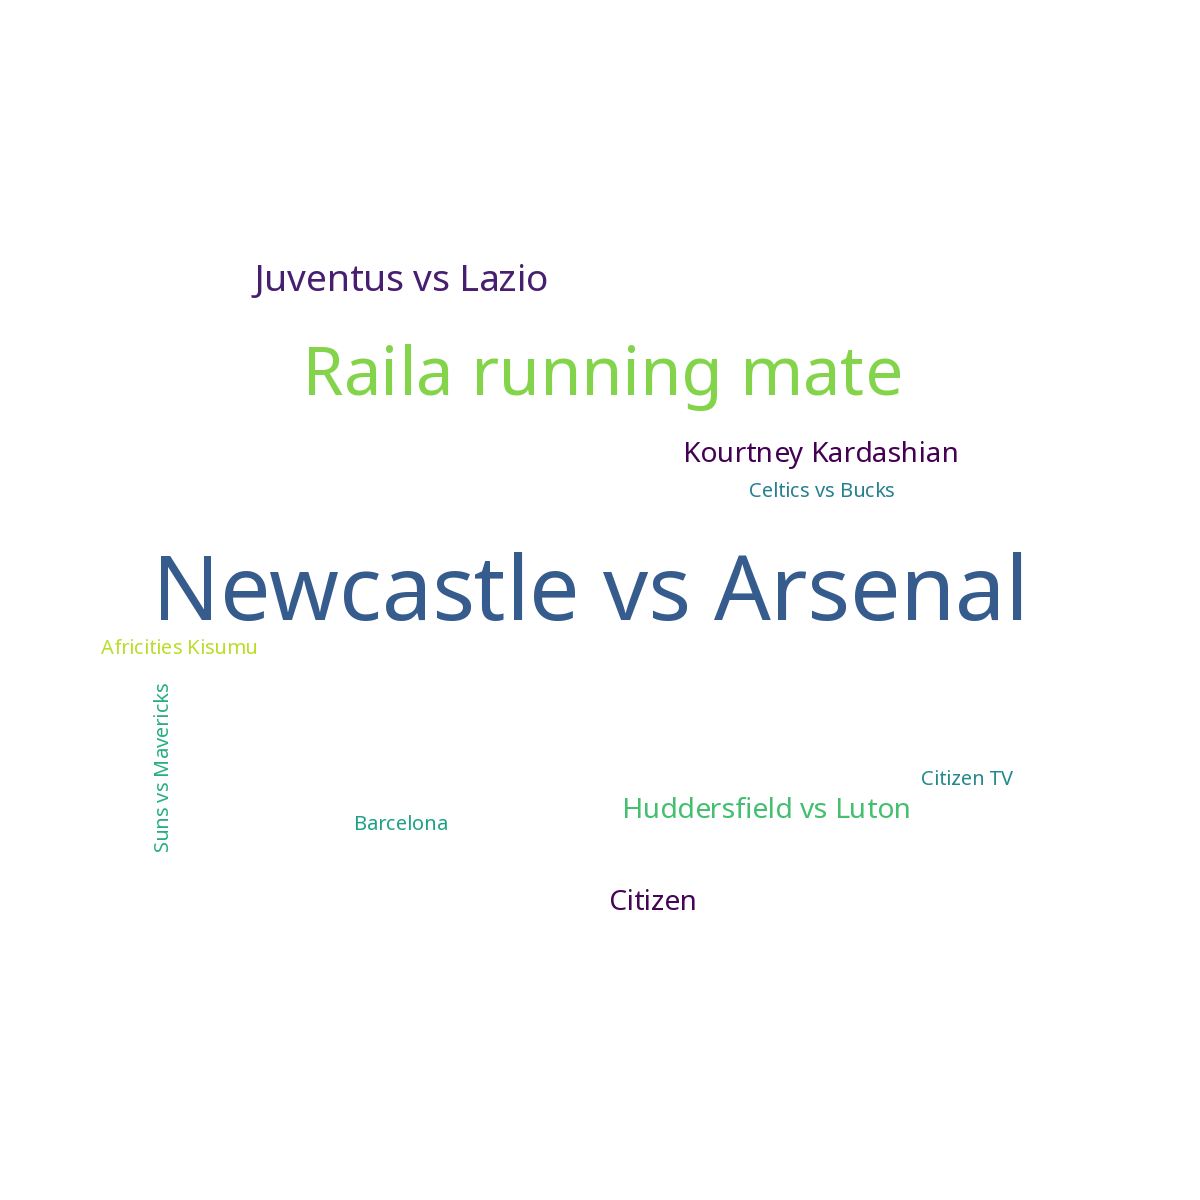 Juventus vs Lazio
Raila running mate
Kourtney Kardashian
Celtics vs Bucks
Newcastle vs Arsenal
Africities Kisumu
Suns vs Mavericks
Citizen TV
Huddersfield vs Luton
Barcelona
Citizen